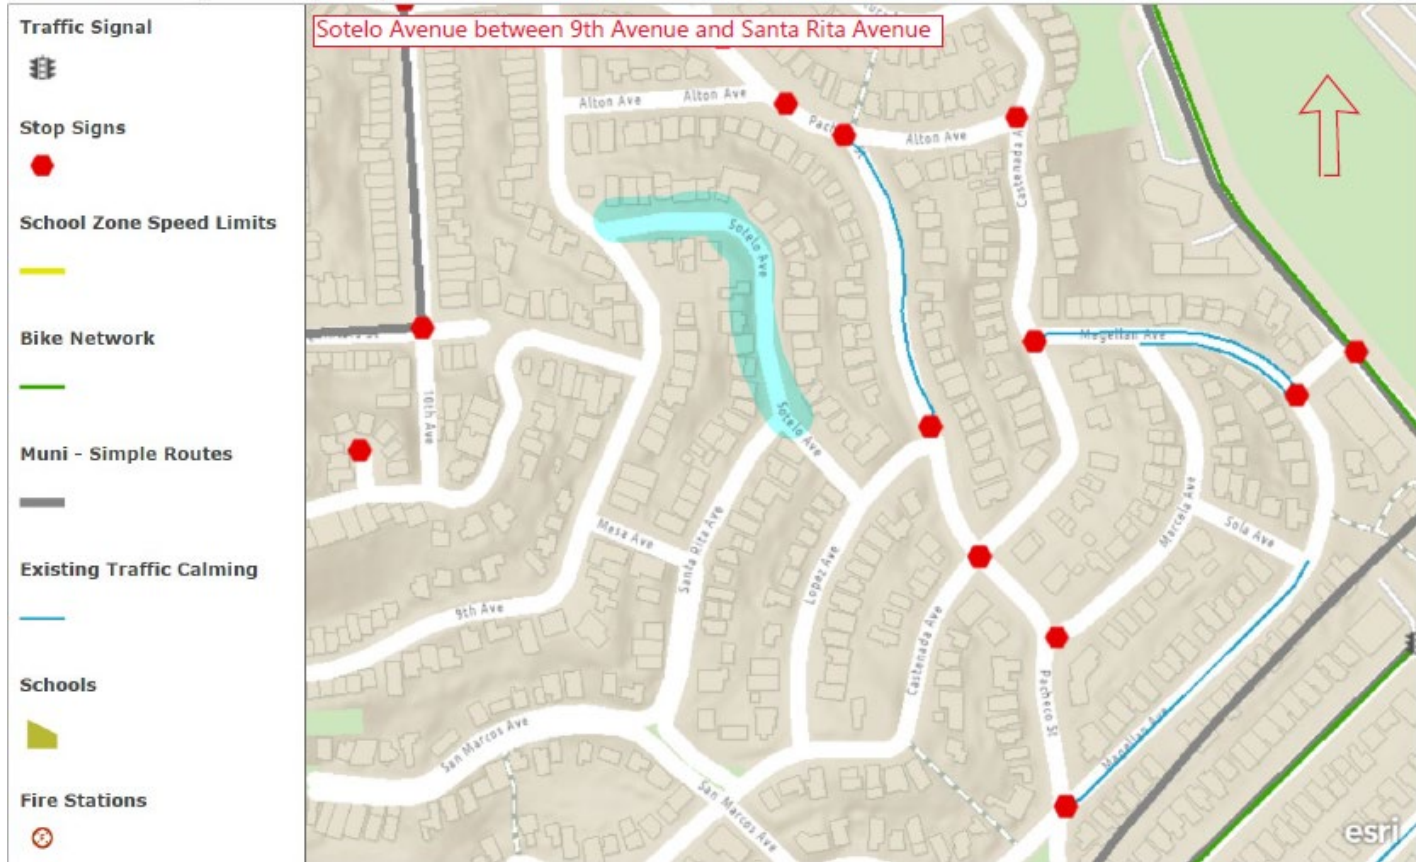 Traffic Signal
Stop Signs
School Zone Speed Limits
Bike Network
Muni - Simple Routes
Existing Traffic Calming
Schools
Fire Stations
Sotelo Avenue between 9th Avenue and Santa Rita Avenue
Alton Ave
Alton Ave
Alton Ave
Sotelo Ave
Sotelo Ave
Magellan Ave
10th Ave
Mesa Ave
Santa Rita Ave
Lopez Ave
Marcela Ave
Sola Ave
9th Ave
Castenada Ave
Pacheco St
Magellan Ave
San Marcos Ave
San Marcos Ave
esri